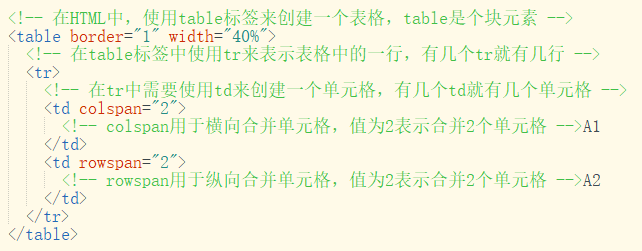 <!-- 在HTML中，使用table标签来创建一个表格，table是个块元素 -->
<table border="1" width="40%">
<!-- 在table标签中使用tr来表示表格中的一行，有几个tr就有几行 -->
<tr>
<!-- 在tr中需要使用td来创建一个单元格，有几个td就有几个单元格 -->
<td colspan="2">
<!-- colspan用于横向合并单元格，值为2表示合并2个单元格 -->A1
</td>
<td rowspan="2">
<!-- rowspan用于纵向合并单元格，值为2表示合并2个单元格 -->A2
</td>
</tr>
</table>